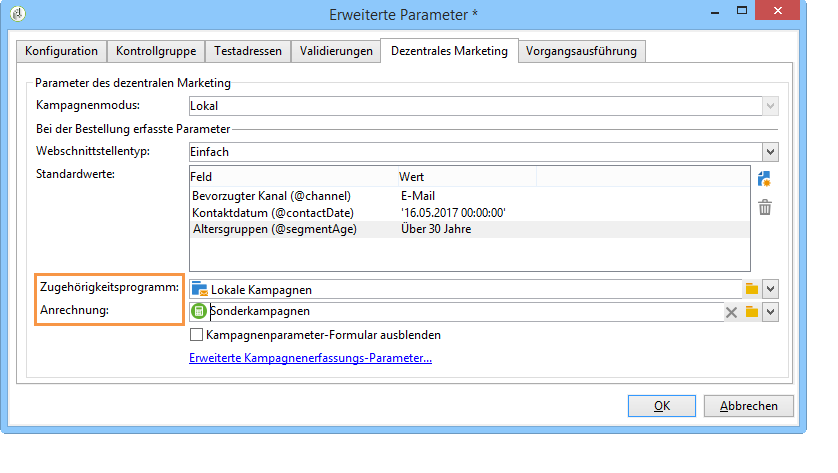 Erweiterte Parameter *
Konfiguration Kontrollgruppe Testadressen Validierungen Dezentrales Marketing Vorgangsausführung
Parameter des dezentralen Marketing
Kampagnenmodus: Lokal
Bei der Bestellung erfasste Parameter
Webschnittstellentyp: Einfach
Standardwerte: Feld Wert
Bevorzugter Kanal (@channel) E-Mail
Kontaktdatum (@contactDate) '16.05.2017 00:00:00'
Altersgruppen (@segmentAge) Über 30 Jahre
Zugehörigkeitsprogramm: Lokale Kampagnen
Anrechnung: Sonderkampagnen
Kampagnenparameter-Formular ausblenden
Erweiterte Kampagnenerfassungs-Parameter...
OK Abbrechen